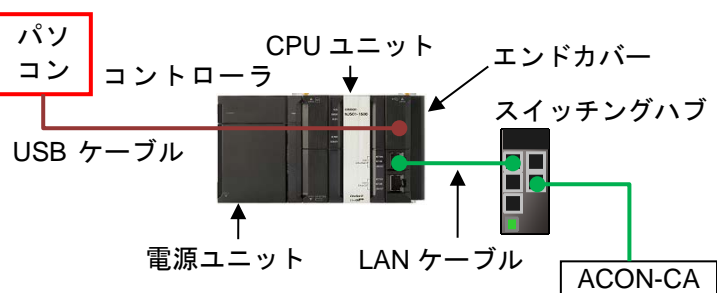 パソ
コン
コントローラ
CPU ユニット
エンドカバー
スイッチングハブ
USB ケーブル
電源ユニット
LAN ケーブル
ACON-CA